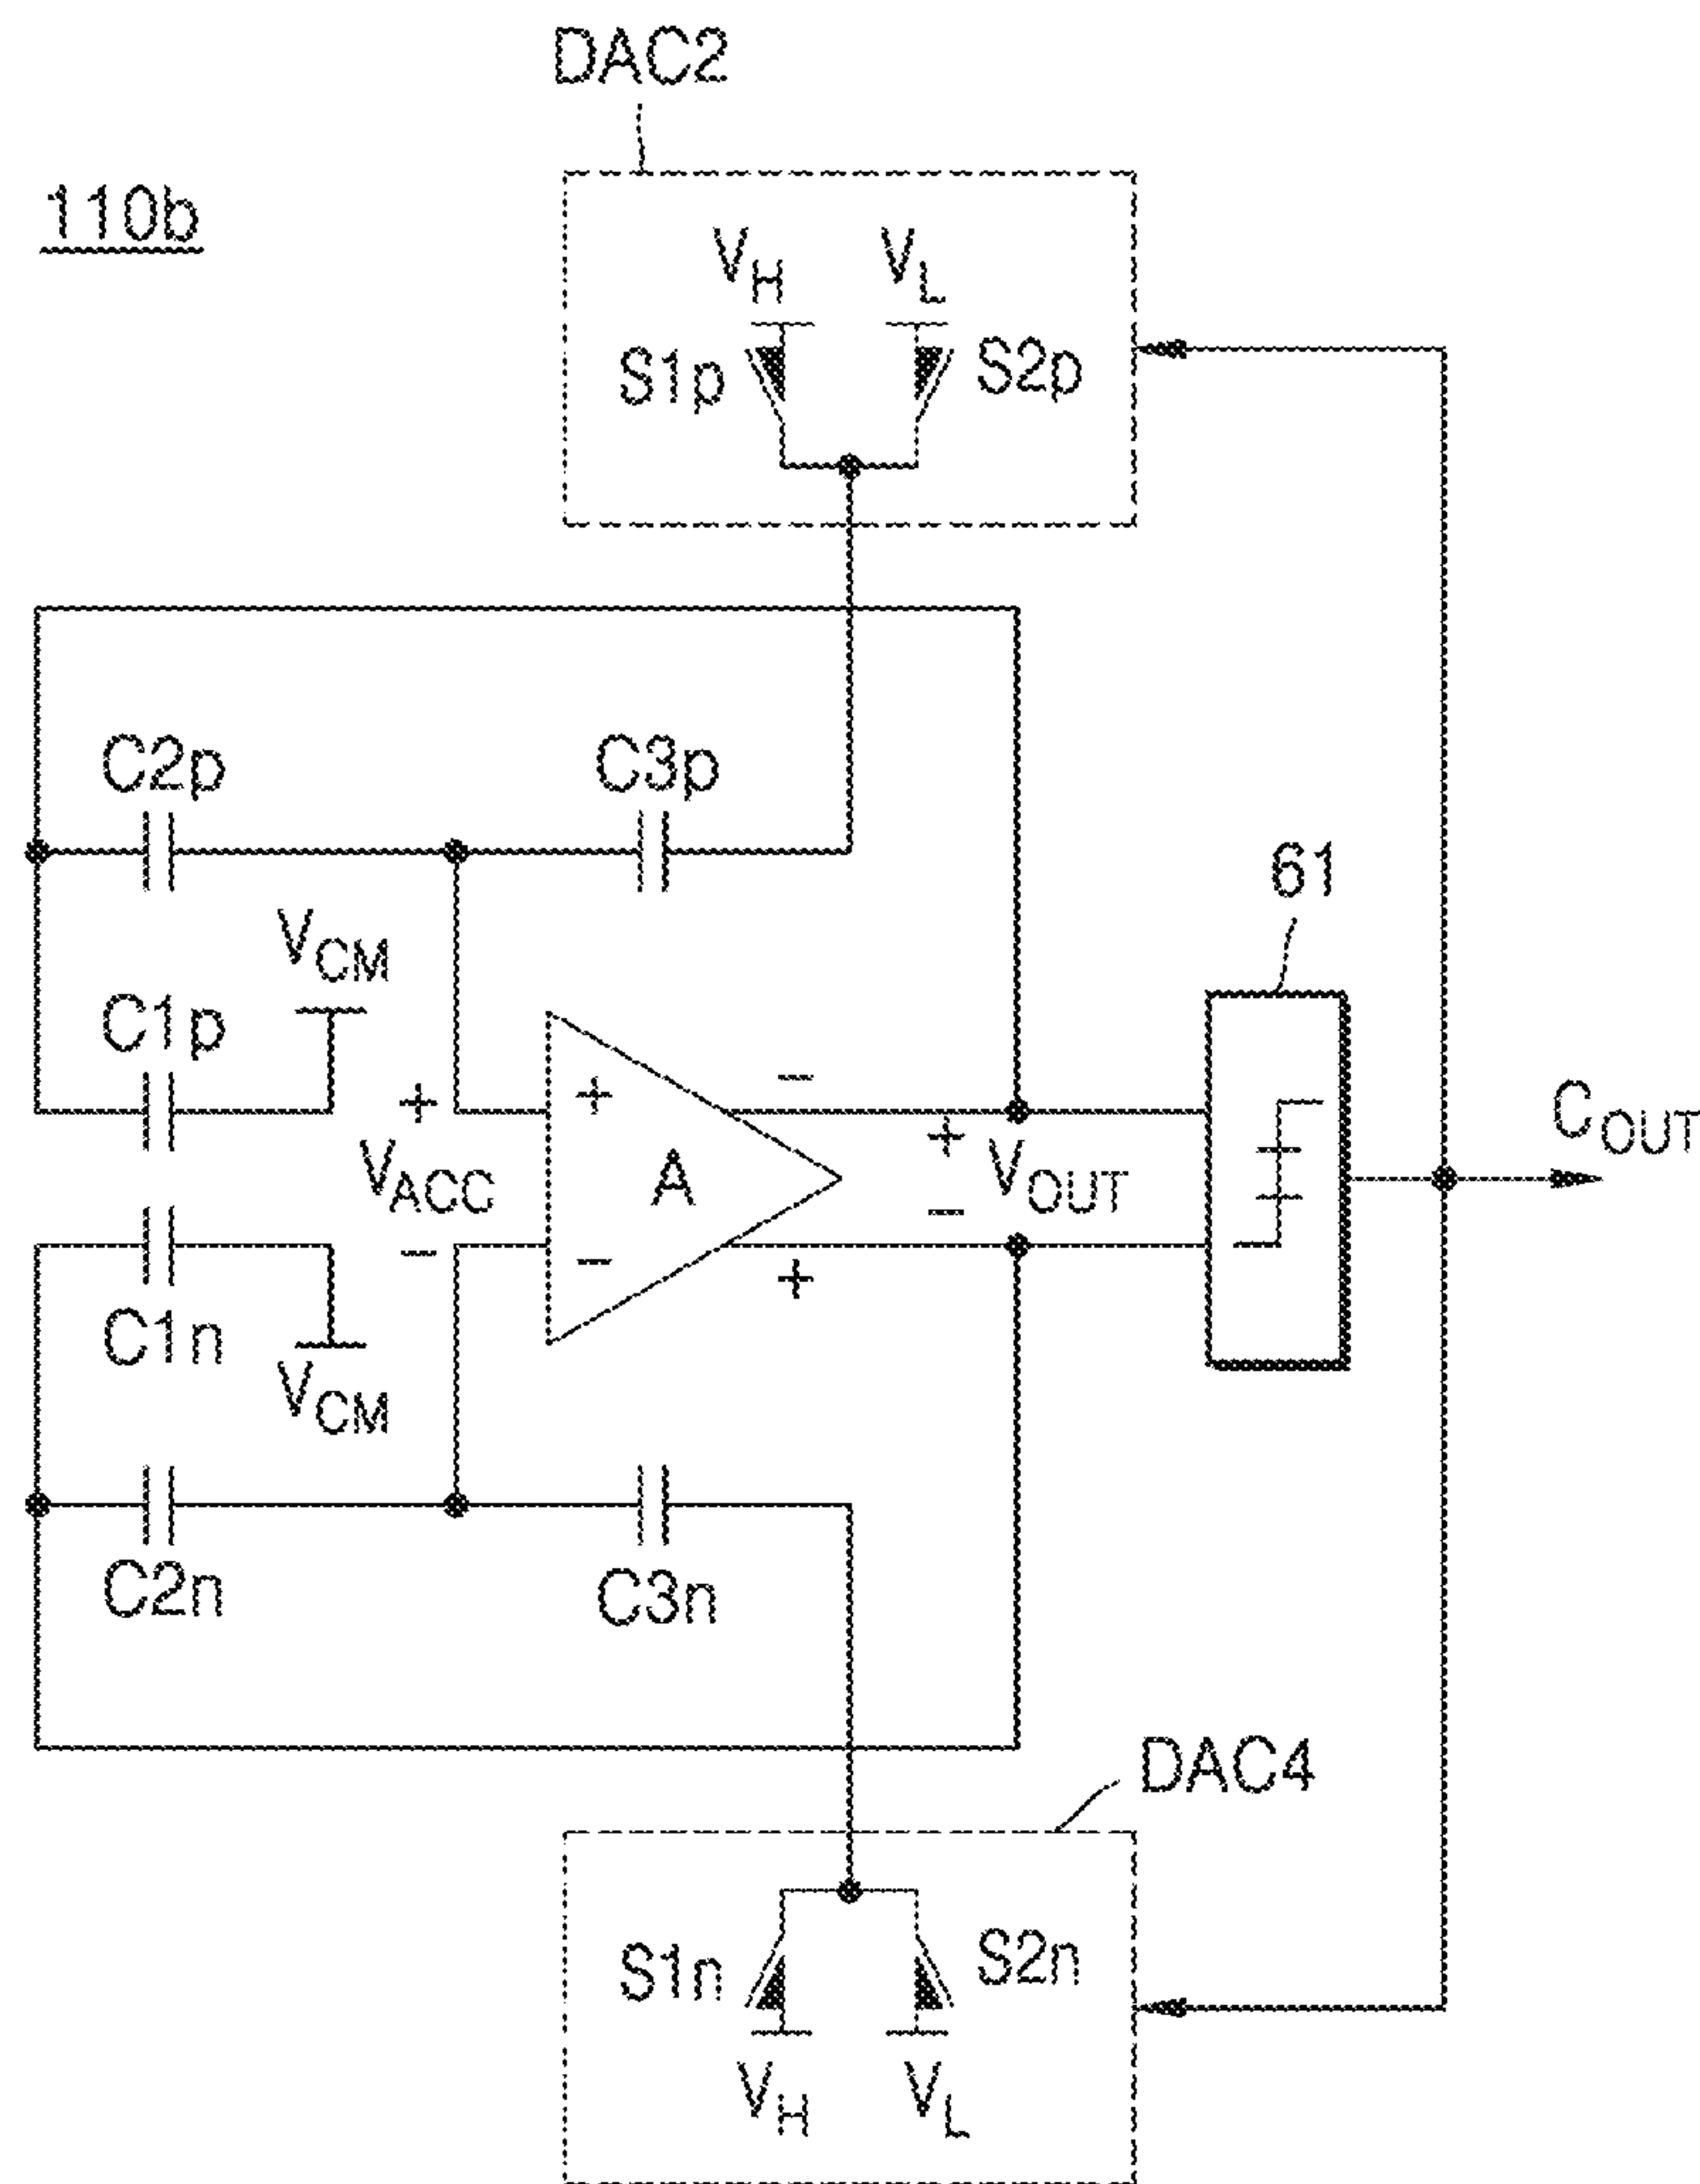 DAC2
110b
VH VL
S1p S2p
C2p C3p
61
VCM
C1p
+ + −
+ VOUT COUT
VACC A
− − − +
C1n
VCM
C2n C3n
DAC4
S1n S2n
VH VL